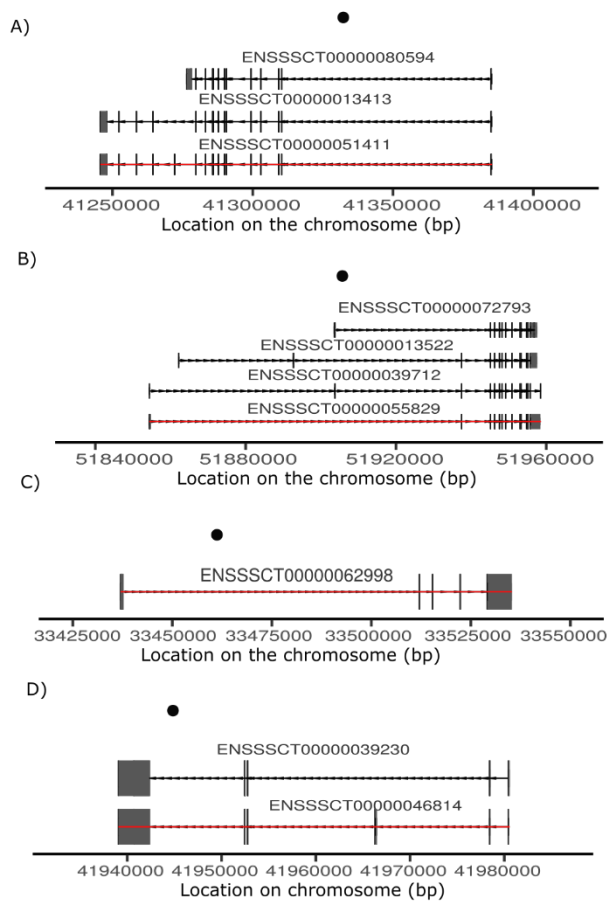 A)
ENSSSCT00000080594
ENSSSCT00000013413
ENSSSCT00000051411
41250000 41300000 41350000 41400000
Location on the chromosome (bp)
B)
ENSSSCT00000072793
ENSSSCT00000013522
ENSSSCT00000039712
ENSSSCT00000055829
51840000 51880000 51920000 51960000
Location on the chromosome (bp)
C)
ENSSSCT00000062998
33425000 33450000 33475000 33500000 33525000 33550000
Location on the chromosome (bp)
D)
ENSSSCT00000039230
ENSSSCT00000046814
41940000 41950000 41960000 41970000 41980000
Location on chromosome (bp)